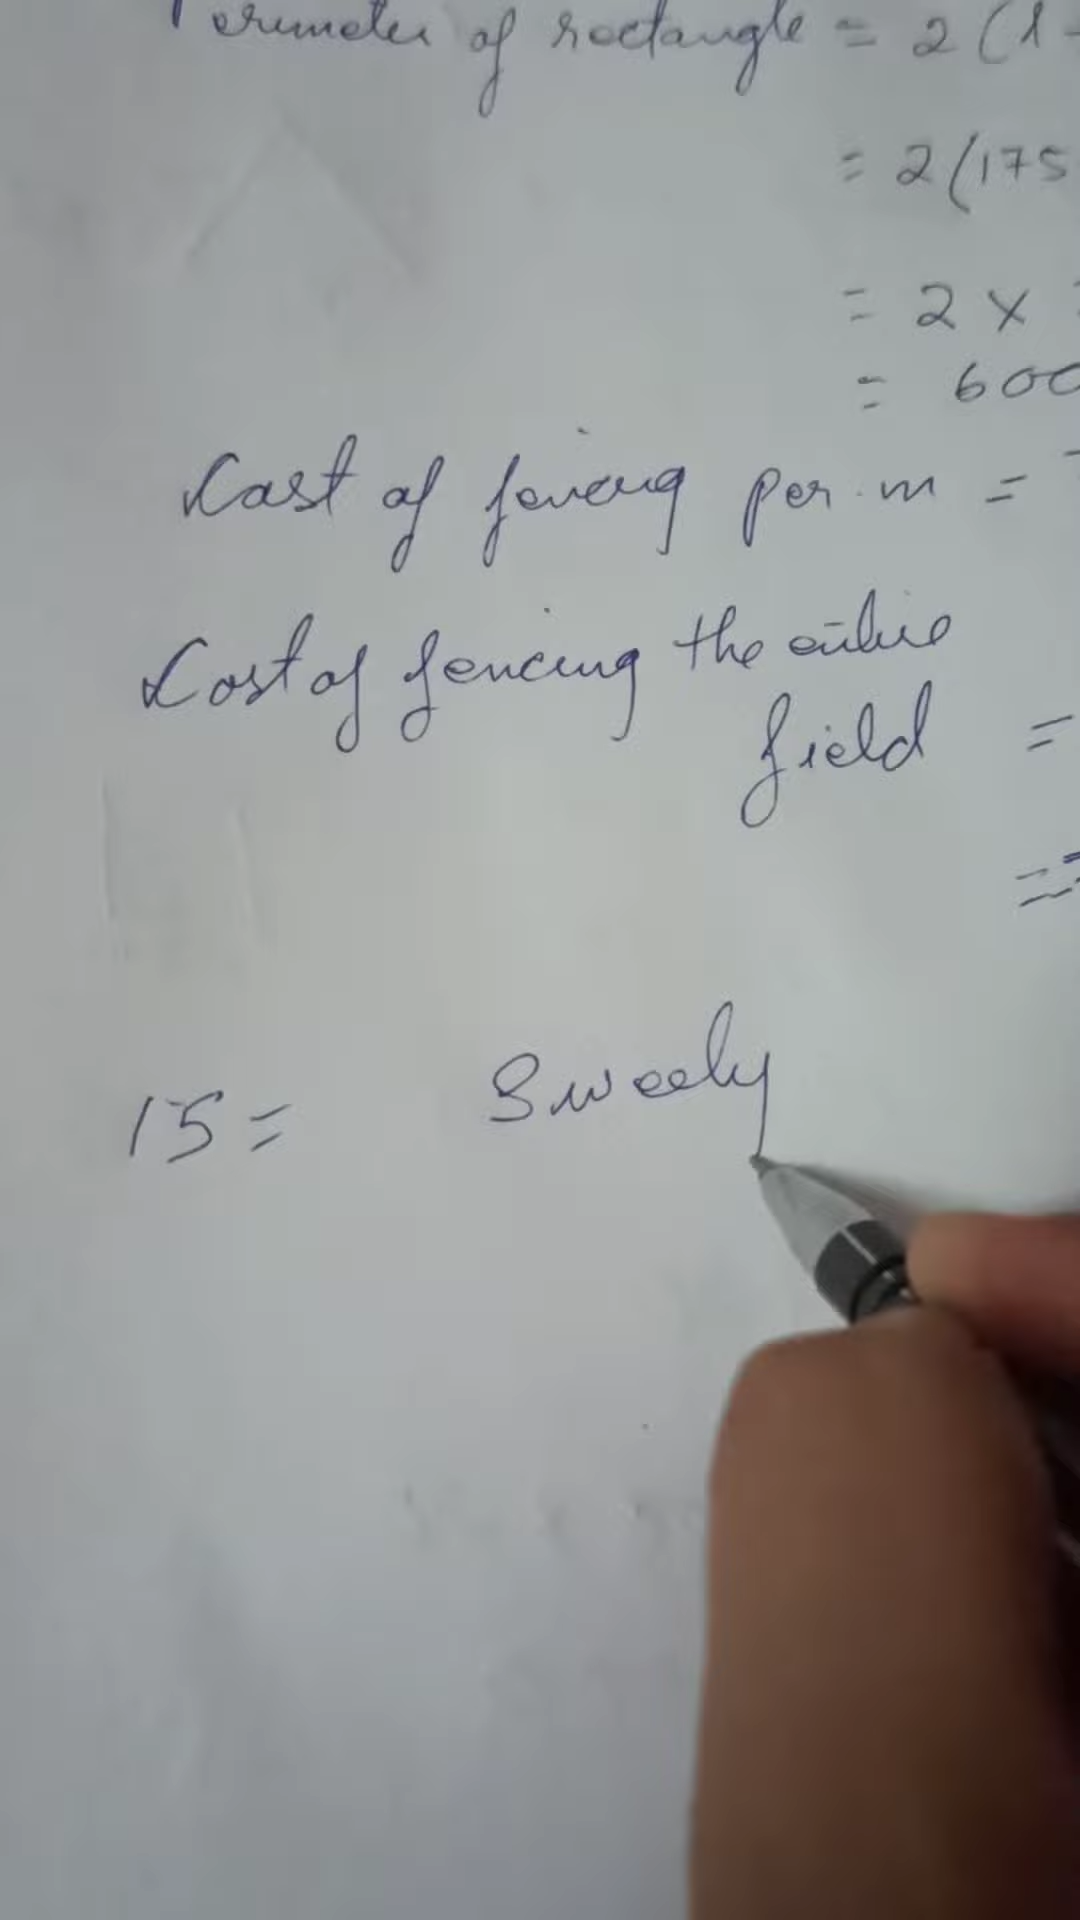 Perimeter of rectangle = 2(l +
= 2(175
= 2 ×
= 600
Cost of fencing per m =
Cost of fencing the entire
field =
=
15= Sweety